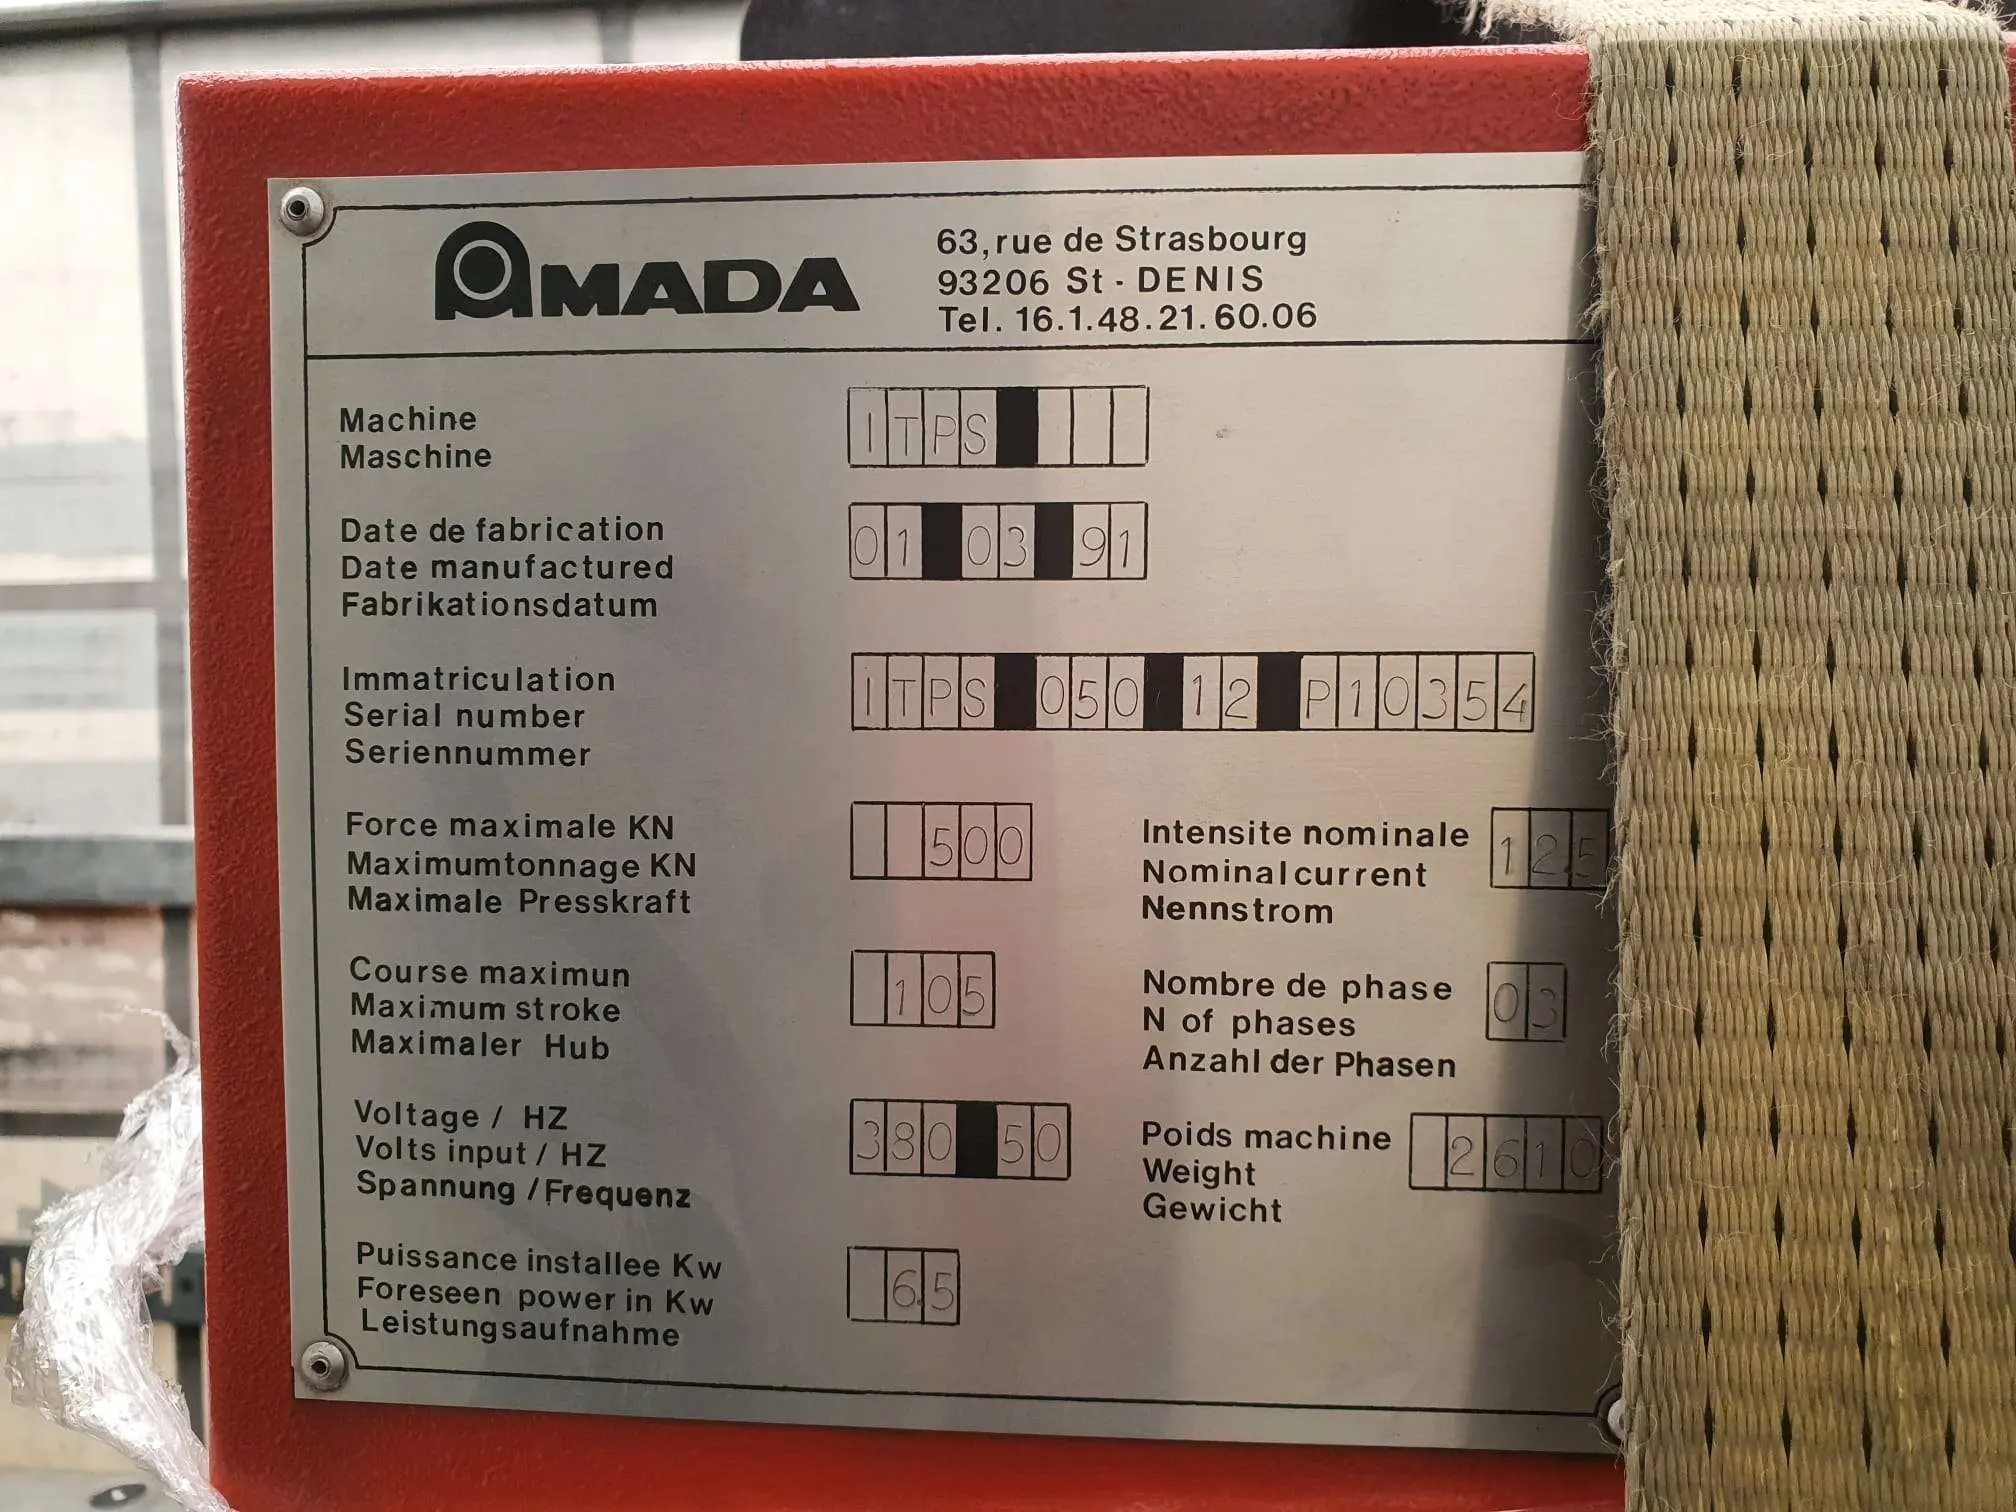 AMADA
63, rue de Strasbourg
93206 St - DENIS
Tel. 16.1.48.21.60.06
Machine
Maschine
ITPS
Date de fabrication
Date manufactured
Fabrikationsdatum
01 03 91
Immatriculation
Serial number
Seriennummer
ITPS 050 12 P10354
Force maximale KN
Maximumtonnage KN
Maximale Presskraft
500
Intensite nominale
Nominal current
Nennstrom
12.5
Course maximun
Maximum stroke
Maximaler Hub
105
Nombre de phase
N of phases
Anzahl der Phasen
03
Voltage / HZ
Volts input / HZ
Spannung / Frequenz
380 50
Poids machine
Weight
Gewicht
2610
Puissance installee Kw
Foreseen power in Kw
Leistungsaufnahme
6.5